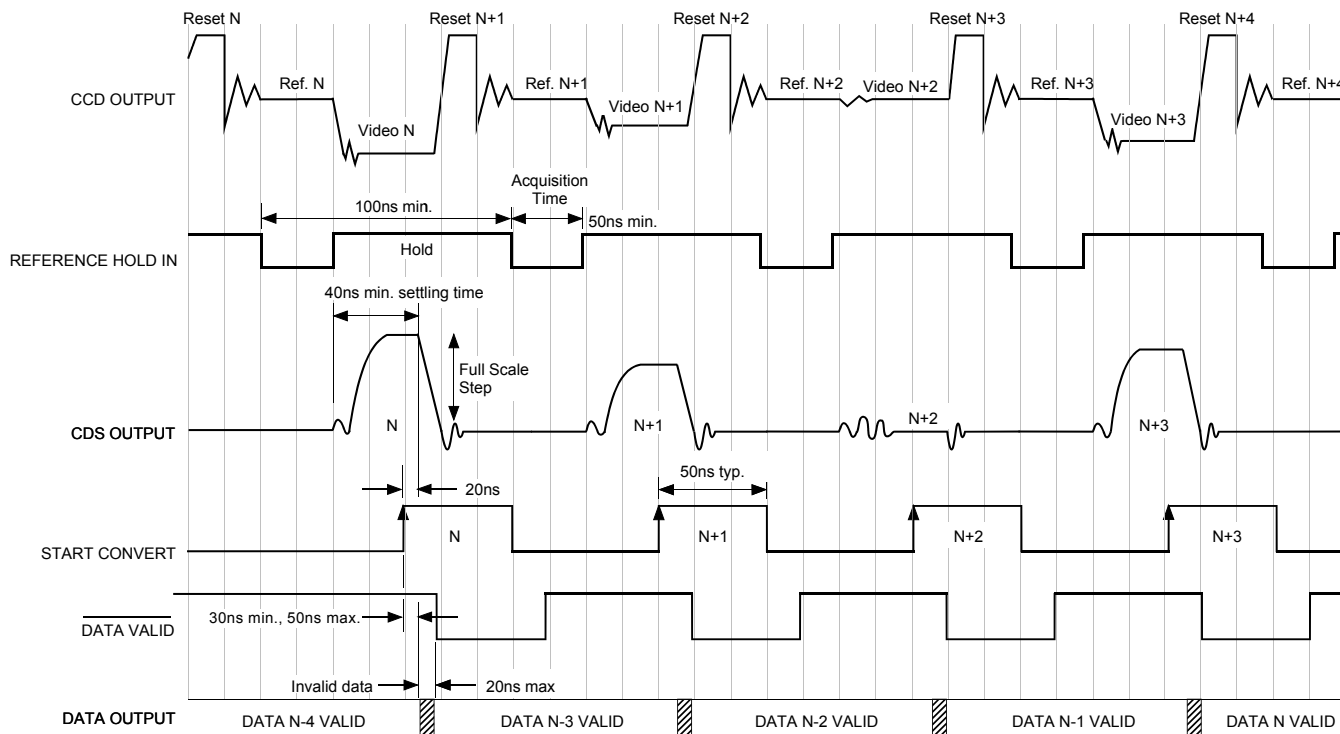 Reset N
Reset N+1
Reset N+2
Reset N+3
Reset N+4
CCD OUTPUT
Ref. N
Video N
Ref. N+1
Video N+1
Ref. N+2
Video N+2
Ref. N+3
Video N+3
Ref. N+4
100ns min.
Acquisition
Time
50ns min.
REFERENCE HOLD IN
Hold
40ns min. settling time
Full Scale
Step
CDS OUTPUT
N
N+1
N+2
N+3
20ns
50ns typ.
START CONVERT
N
N+1
N+2
N+3
DATA VALID
30ns min., 50ns max.
Invalid data
20ns max
DATA OUTPUT
DATA N-4 VALID
DATA N-3 VALID
DATA N-2 VALID
DATA N-1 VALID
DATA N VALID